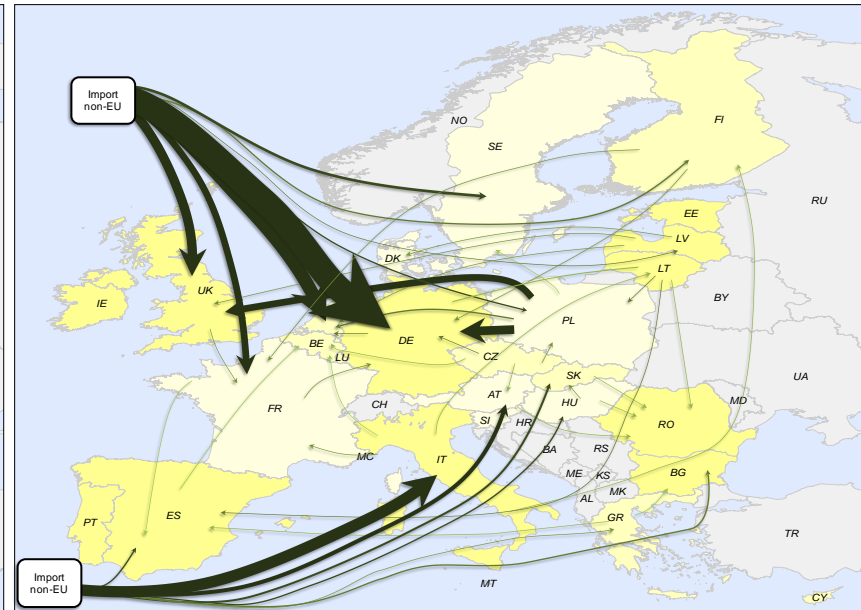 Import
non-EU
NO
SE
FI
RU
EE
LV
LT
DK
IE
UK
BY
PL
DE
BE
LU
CZ
SK
UA
AT
HU
MD
CH
FR
SI
HR
RO
BA
RS
MC
IT
ME
KS
BG
MK
AL
PT
ES
GR
TR
Import
non-EU
MT
CY